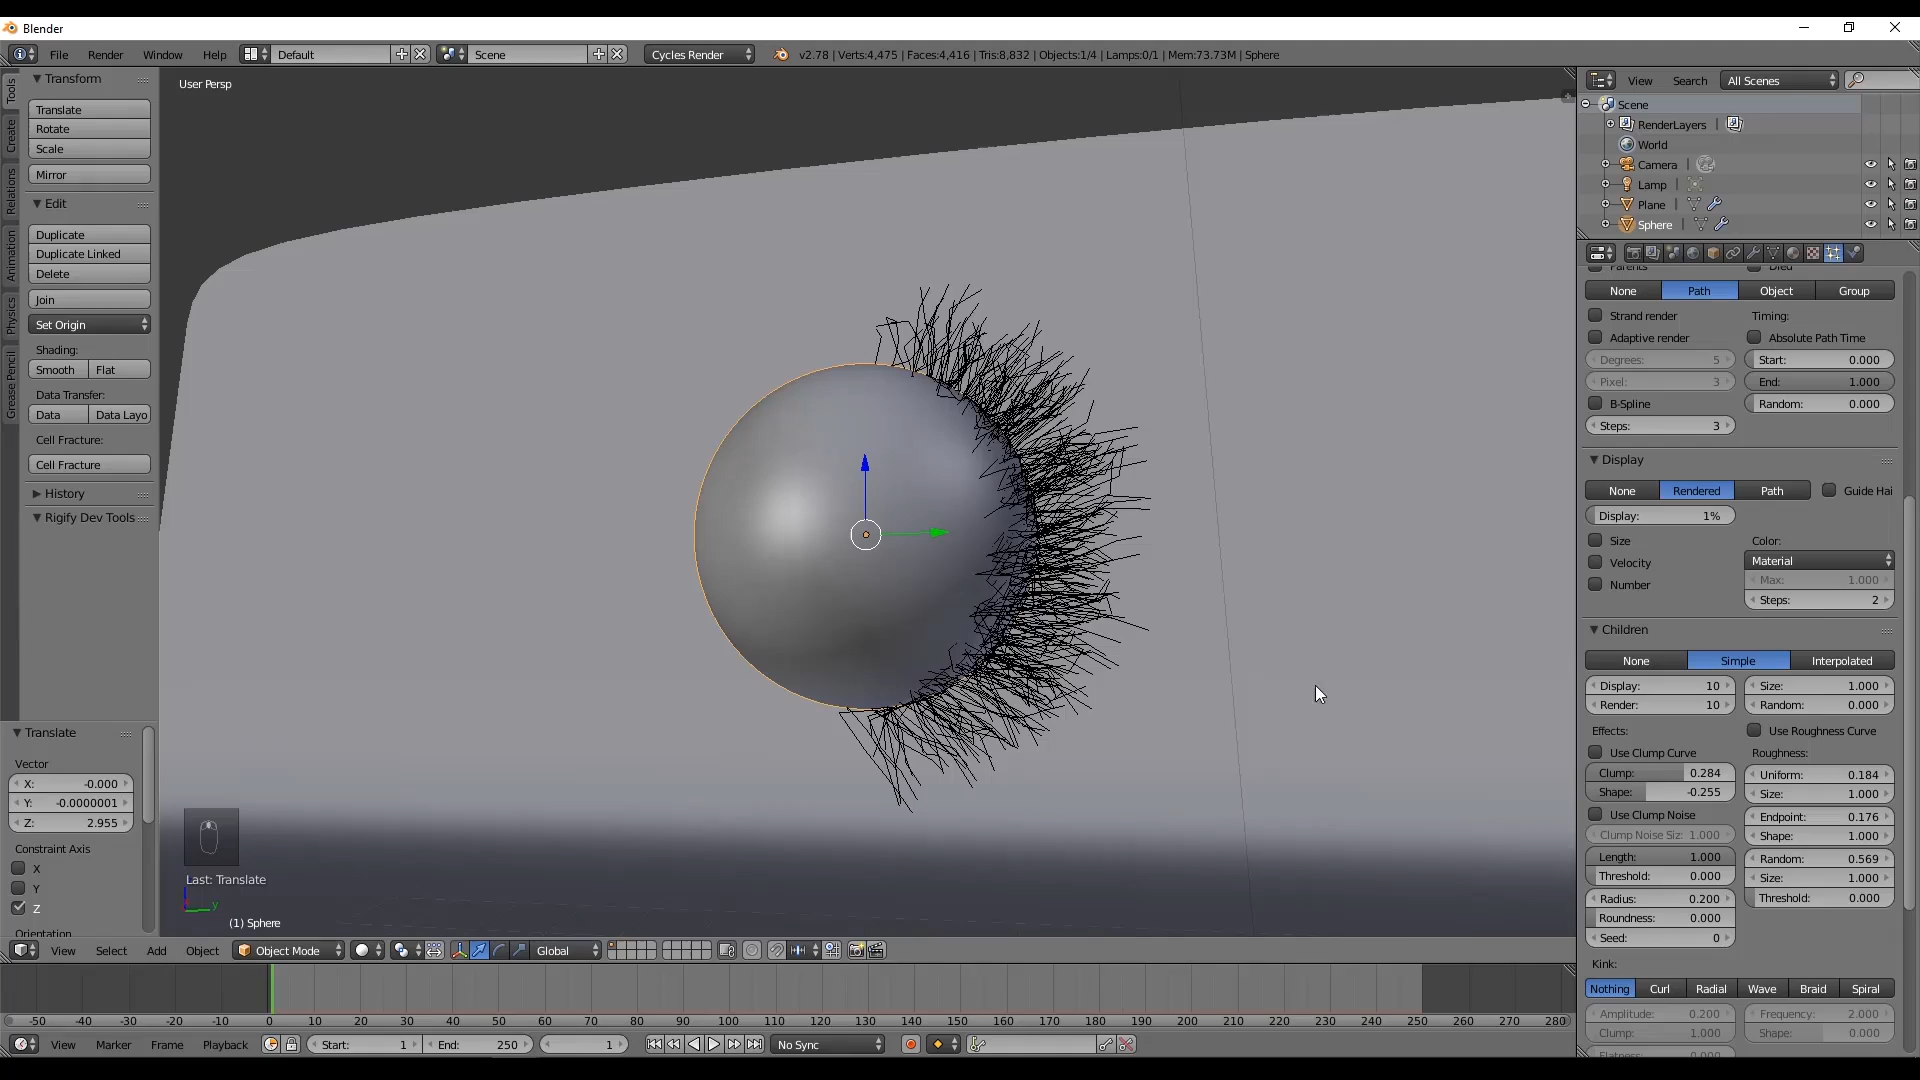 Blender
File Render Window Help Default Scene Cycles Render v2.78 | Verts:4,475 | Faces:4,416 | Tris:8,832 | Objects:1/4 | Lamps:0/1 | Mem:73.73M | Sphere
Tools
Create
Relations
Animation
Physics
Grease Pencil
Transform
Translate
Rotate
Scale
Mirror
Edit
Duplicate
Duplicate Linked
Delete
Join
Set Origin
Shading:
Smooth Flat
Data Transfer:
Data Data Layo
Cell Fracture:
Cell Fracture
History
Rigify Dev Tools
Translate
Vector
X: -0.000
Y: -0.0000001
Z: 2.955
Constraint Axis
X
Y
Z
Orientation
User Persp
Last: Translate
y
(1) Sphere
View Select Add Object Object Mode Global
-50 -40 -30 -20 -10 0 10 20 30 40 50 60 70 80 90 100 110 120 130 140 150 160 170 180 190 200 210 220 230 240 250 260 270 280
View Marker Frame Playback Start: 1 End: 250 1 No Sync
View Search All Scenes
Scene
RenderLayers |
World
Camera |
Lamp |
Plane |
Sphere |
Parents Died
None Path Object Group
Strand render Timing:
Adaptive render Absolute Path Time
Degrees: 5 Start: 0.000
Pixel: 3 End: 1.000
B-Spline Random: 0.000
Steps: 3
Display
None Rendered Path Guide Hai
Display: 1%
Size Color:
Velocity Material
Number Max: 1.000
Steps: 2
Children
None Simple Interpolated
Display: 10 Size: 1.000
Render: 10 Random: 0.000
Effects: Use Roughness Curve
Use Clump Curve Roughness:
Clump: 0.284 Uniform: 0.184
Shape: -0.255 Size: 1.000
Use Clump Noise Endpoint: 0.176
Clump Noise Siz: 1.000 Shape: 1.000
Length: 1.000 Random: 0.569
Threshold: 0.000 Size: 1.000
Radius: 0.200 Threshold: 0.000
Roundness: 0.000
Seed: 0
Kink:
Nothing Curl Radial Wave Braid Spiral
Amplitude: 0.200 Frequency: 2.000
Clump: 1.000 Shape: 0.000
Flatness: 0.000